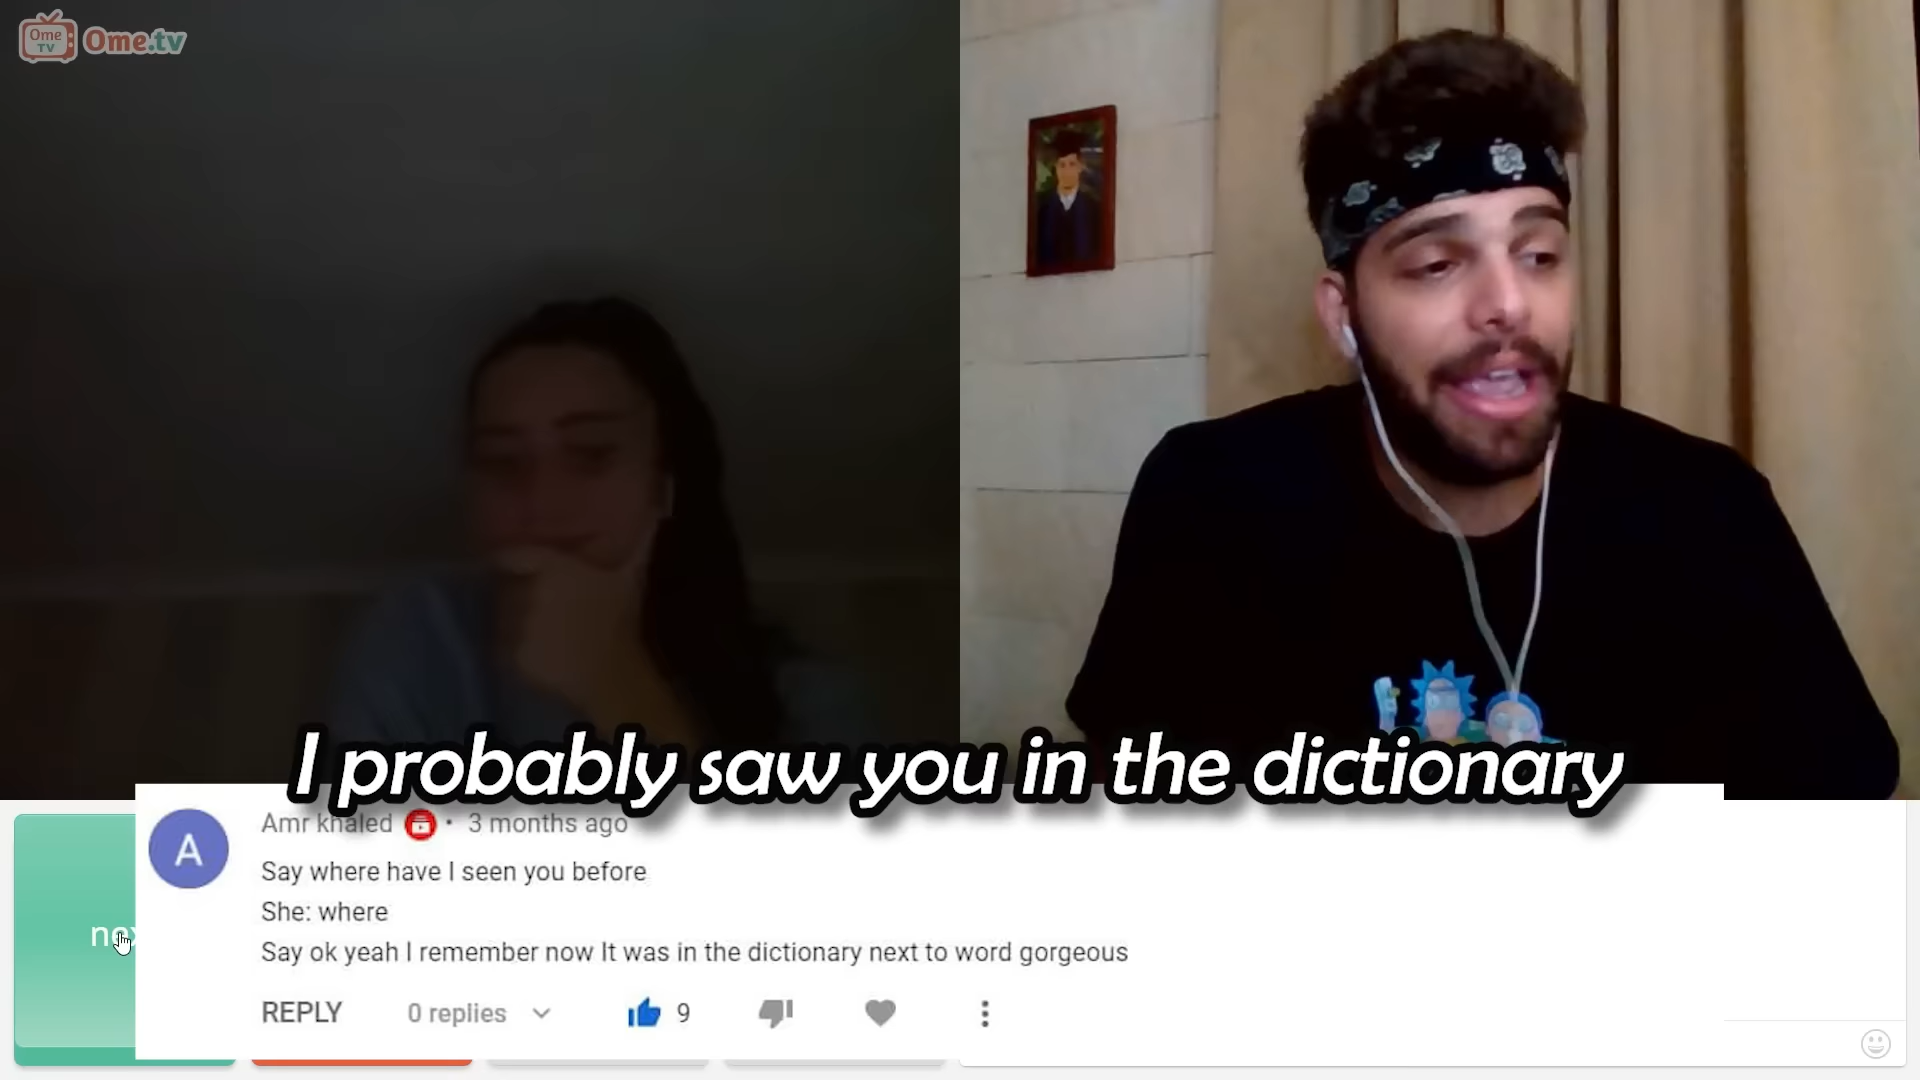 Ome
TV
Ome.tv
I probably saw you in the dictionary
A
Amr khaled • 3 months ago
Say where have I seen you before
She: where
Say ok yeah I remember now It was in the dictionary next to word gorgeous
REPLY 0 replies 9